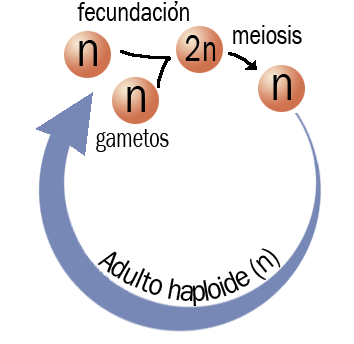 fecundación
n
2n
meiosis
n
n
gametos
Adulto haploide (n)